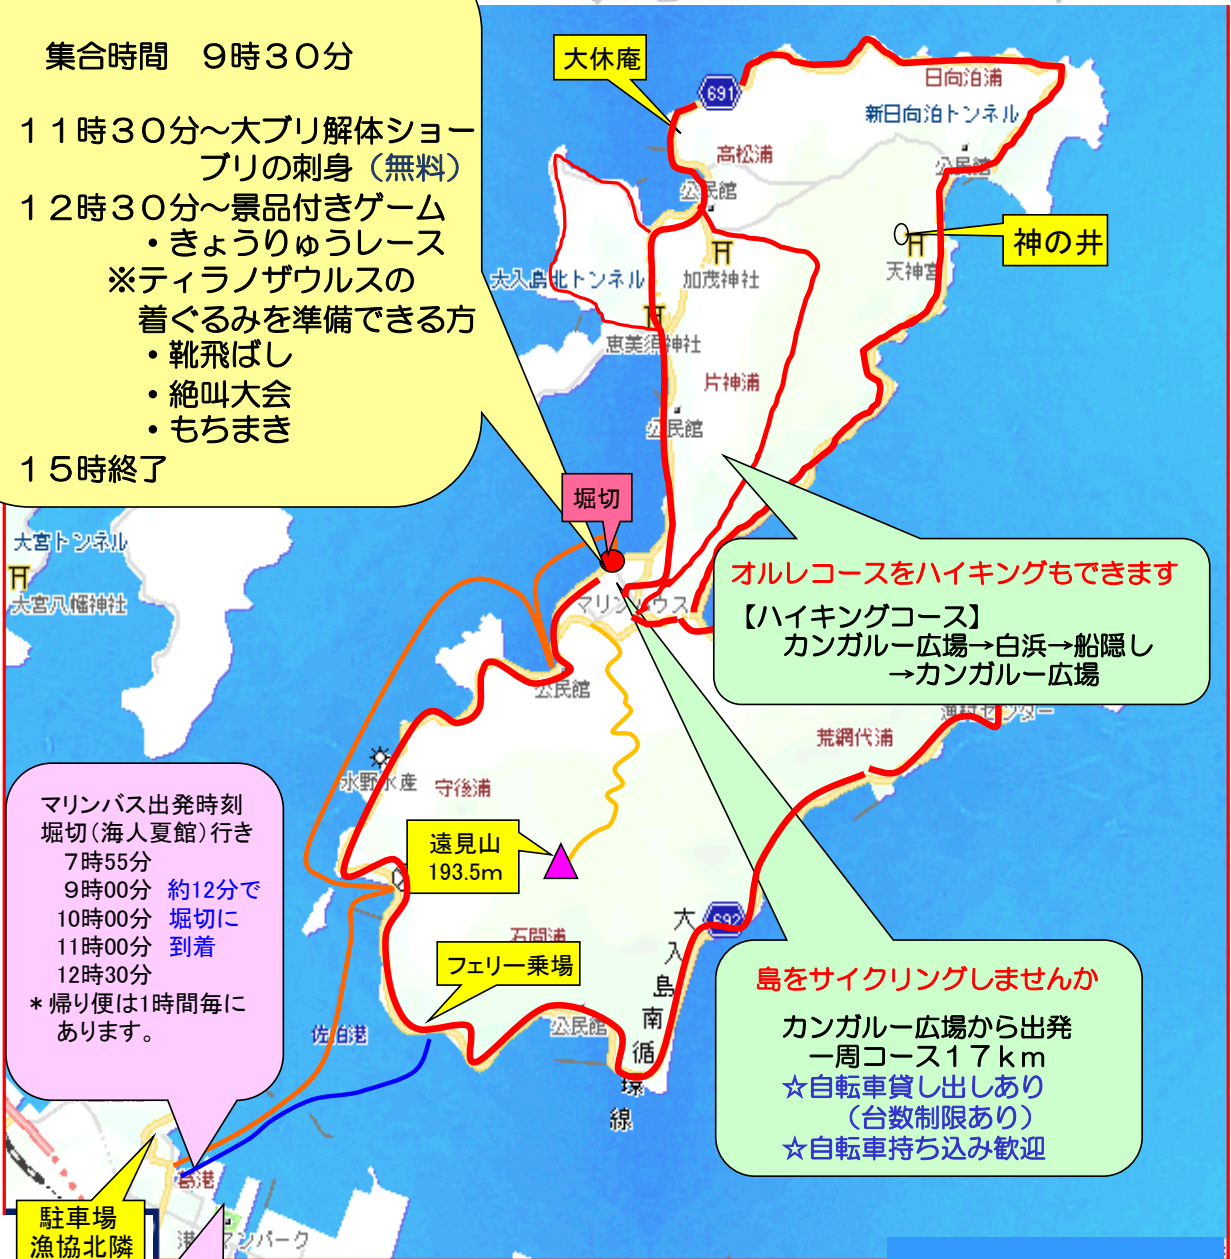 集合時間　９時３０分
１１時３０分～大ブリ解体ショー
ブリの刺身（無料）
１２時３０分～景品付きゲーム
・きょうりゅうレース
※ティラノザウルスの
着ぐるみを準備できる方
・靴飛ばし
・絶叫大会
・もちまき
１５時終了
大休庵
691
日向泊浦
新日向泊トンネル
高松浦
公民館
公民館
神の井
天神宮
大入島北トンネル
加茂神社
恵美須神社
片神浦
公民館
堀切
大宮トンネル
大宮八幡神社
マリンハウス
オルレコースをハイキングもできます
【ハイキングコース】
カンガルー広場→白浜→船隠し
→カンガルー広場
公民館
漁村センター
荒網代浦
水野水産
守後浦
マリンバス出発時刻
堀切（海人夏館）行き
7時55分
9時00分　約12分で
10時00分　堀切に
11時00分　到着
12時30分
＊帰り便は1時間毎に
あります。
遠見山
193.5m
692
石間浦
フェリー乗場
大入島南循環線
公民館
佐伯港
島をサイクリングしませんか
カンガルー広場から出発
一周コース１７ｋｍ
☆自転車貸し出しあり
（台数制限あり）
☆自転車持ち込み歓迎
葛港
駐車場
漁協北隣
マンパーク